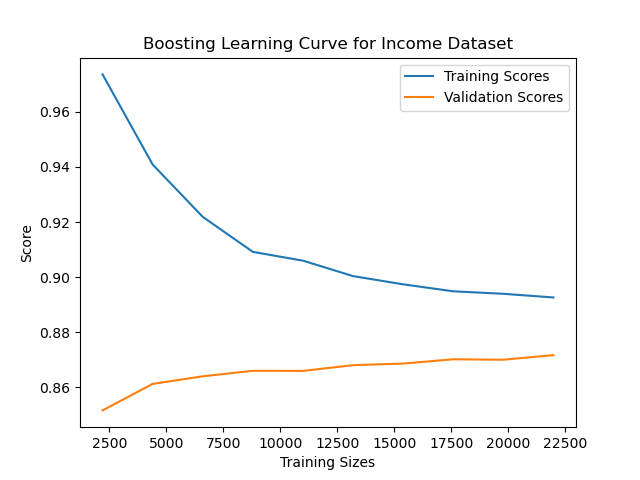 Boosting Learning Curve for Income Dataset
Training Scores
Validation Scores
Score
0.96
0.94
0.92
0.90
0.88
0.86
2500 5000 7500 10000 12500 15000 17500 20000 22500
Training Sizes